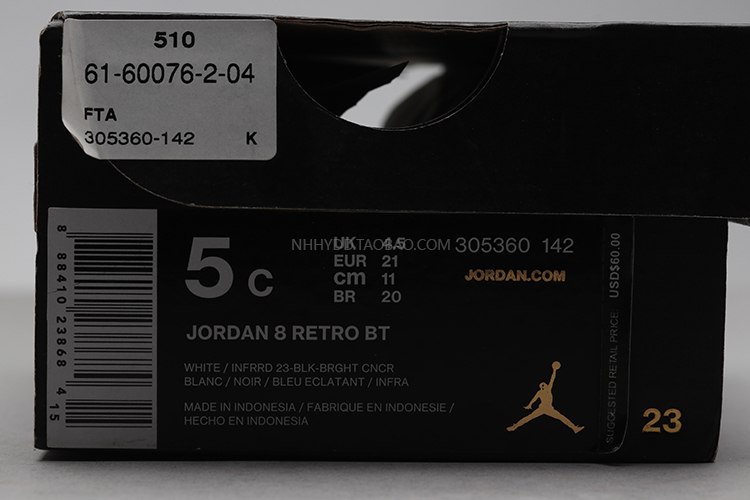 510
61-60076-2-04
FTA
305360-142 K
8 88410 23868 4 15
5 C
UK 4.5
EUR 21
cm 11
BR 20
NHHYM.TAOBAO.COM
305360 142
JORDAN.COM
JORDAN 8 RETRO BT
WHITE / INFRRD 23-BLK-BRGHT CNCR
BLANC / NOIR / BLEU ECLATANT / INFRA
MADE IN INDONESIA / FABRIQUE EN INDONESIE /
HECHO EN INDONESIA
SUGGESTED RETAIL PRICE USD$60.00
23